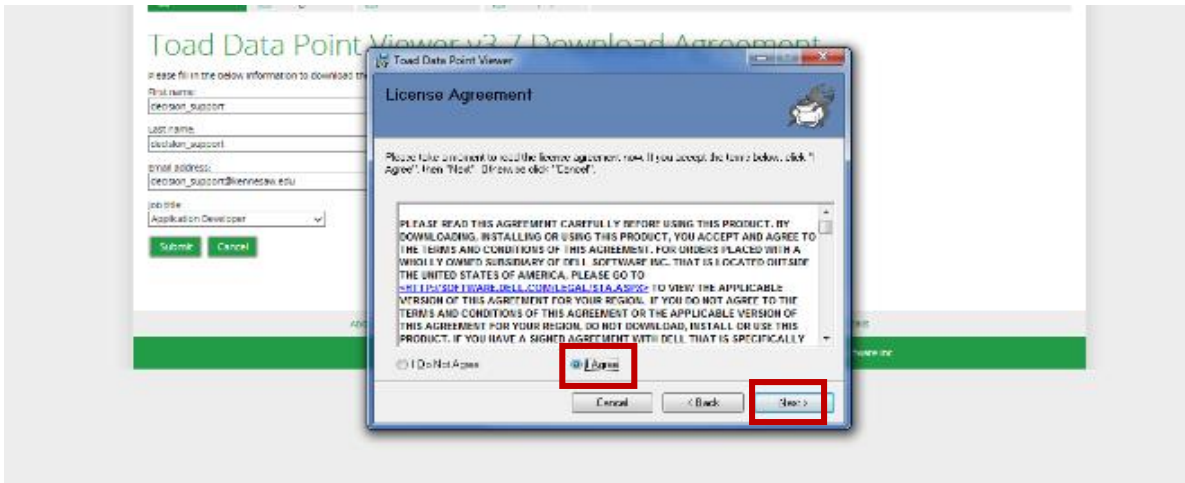 Toad Data Point Viewer v3.7 Download Agreement
Please fill in the below information to download the
First name:
decision_support
Last name:
decision_support
email address:
decision_support@kennesaw.edu
Job title
Application Developer
Submit Cancel
Toad Data Point Viewer
License Agreement
Please take a moment to read the license agreement now. If you accept the terms below, click "I
Agree", then "Next". Otherwise click "Cancel".
PLEASE READ THIS AGREEMENT CAREFULLY BEFORE USING THIS PRODUCT. BY
DOWNLOADING, INSTALLING OR USING THIS PRODUCT, YOU ACCEPT AND AGREE TO
THE TERMS AND CONDITIONS OF THIS AGREEMENT. FOR ORDERS PLACED WITH A
WHOLLY OWNED SUBSIDIARY OF DELL SOFTWARE INC. THAT IS LOCATED OUTSIDE
THE UNITED STATES OF AMERICA, PLEASE GO TO
<HTTP://SOFTWARE.DELL.COM/LEGAL/STA.ASPX> TO VIEW THE APPLICABLE
VERSION OF THIS AGREEMENT FOR YOUR REGION. IF YOU DO NOT AGREE TO THE
TERMS AND CONDITIONS OF THIS AGREEMENT OR THE APPLICABLE VERSION OF
THIS AGREEMENT FOR YOUR REGION, DO NOT DOWNLOAD, INSTALL OR USE THIS
PRODUCT. IF YOU HAVE A SIGNED AGREEMENT WITH DELL THAT IS SPECIFICALLY
I Do Not Agree I Agree
Cancel < Back Next >